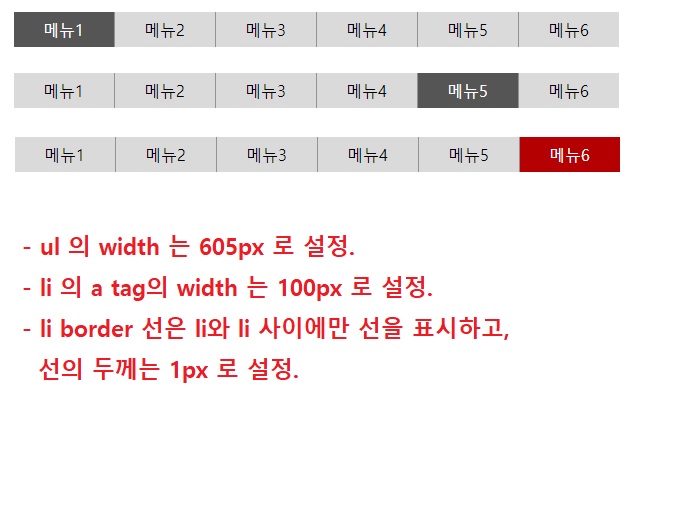 메뉴1 메뉴2 메뉴3 메뉴4 메뉴5 메뉴6
메뉴1 메뉴2 메뉴3 메뉴4 메뉴5 메뉴6
메뉴1 메뉴2 메뉴3 메뉴4 메뉴5 메뉴6
- ul 의 width 는 605px 로 설정.
- li 의 a tag의 width 는 100px 로 설정.
- li border 선은 li와 li 사이에만 선을 표시하고,
선의 두께는 1px 로 설정.